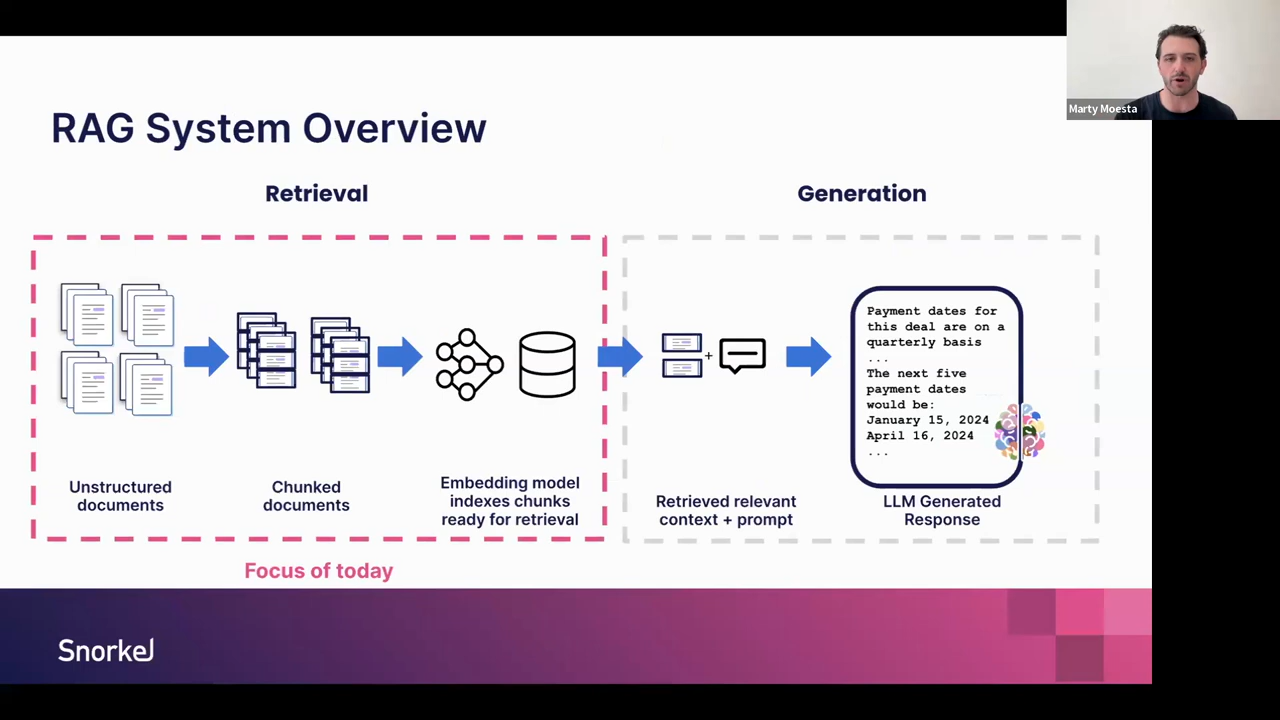 Marty Moesta
RAG System Overview
Retrieval
Generation
Payment dates for
this deal are on a
quarterly basis
...
The next five
payment dates
would be:
January 15, 2024
April 16, 2024
...
+
Unstructured
documents
Chunked
documents
Embedding model
indexes chunks
ready for retrieval
Retrieved relevant
context + prompt
LLM Generated
Response
Focus of today
Snorkel